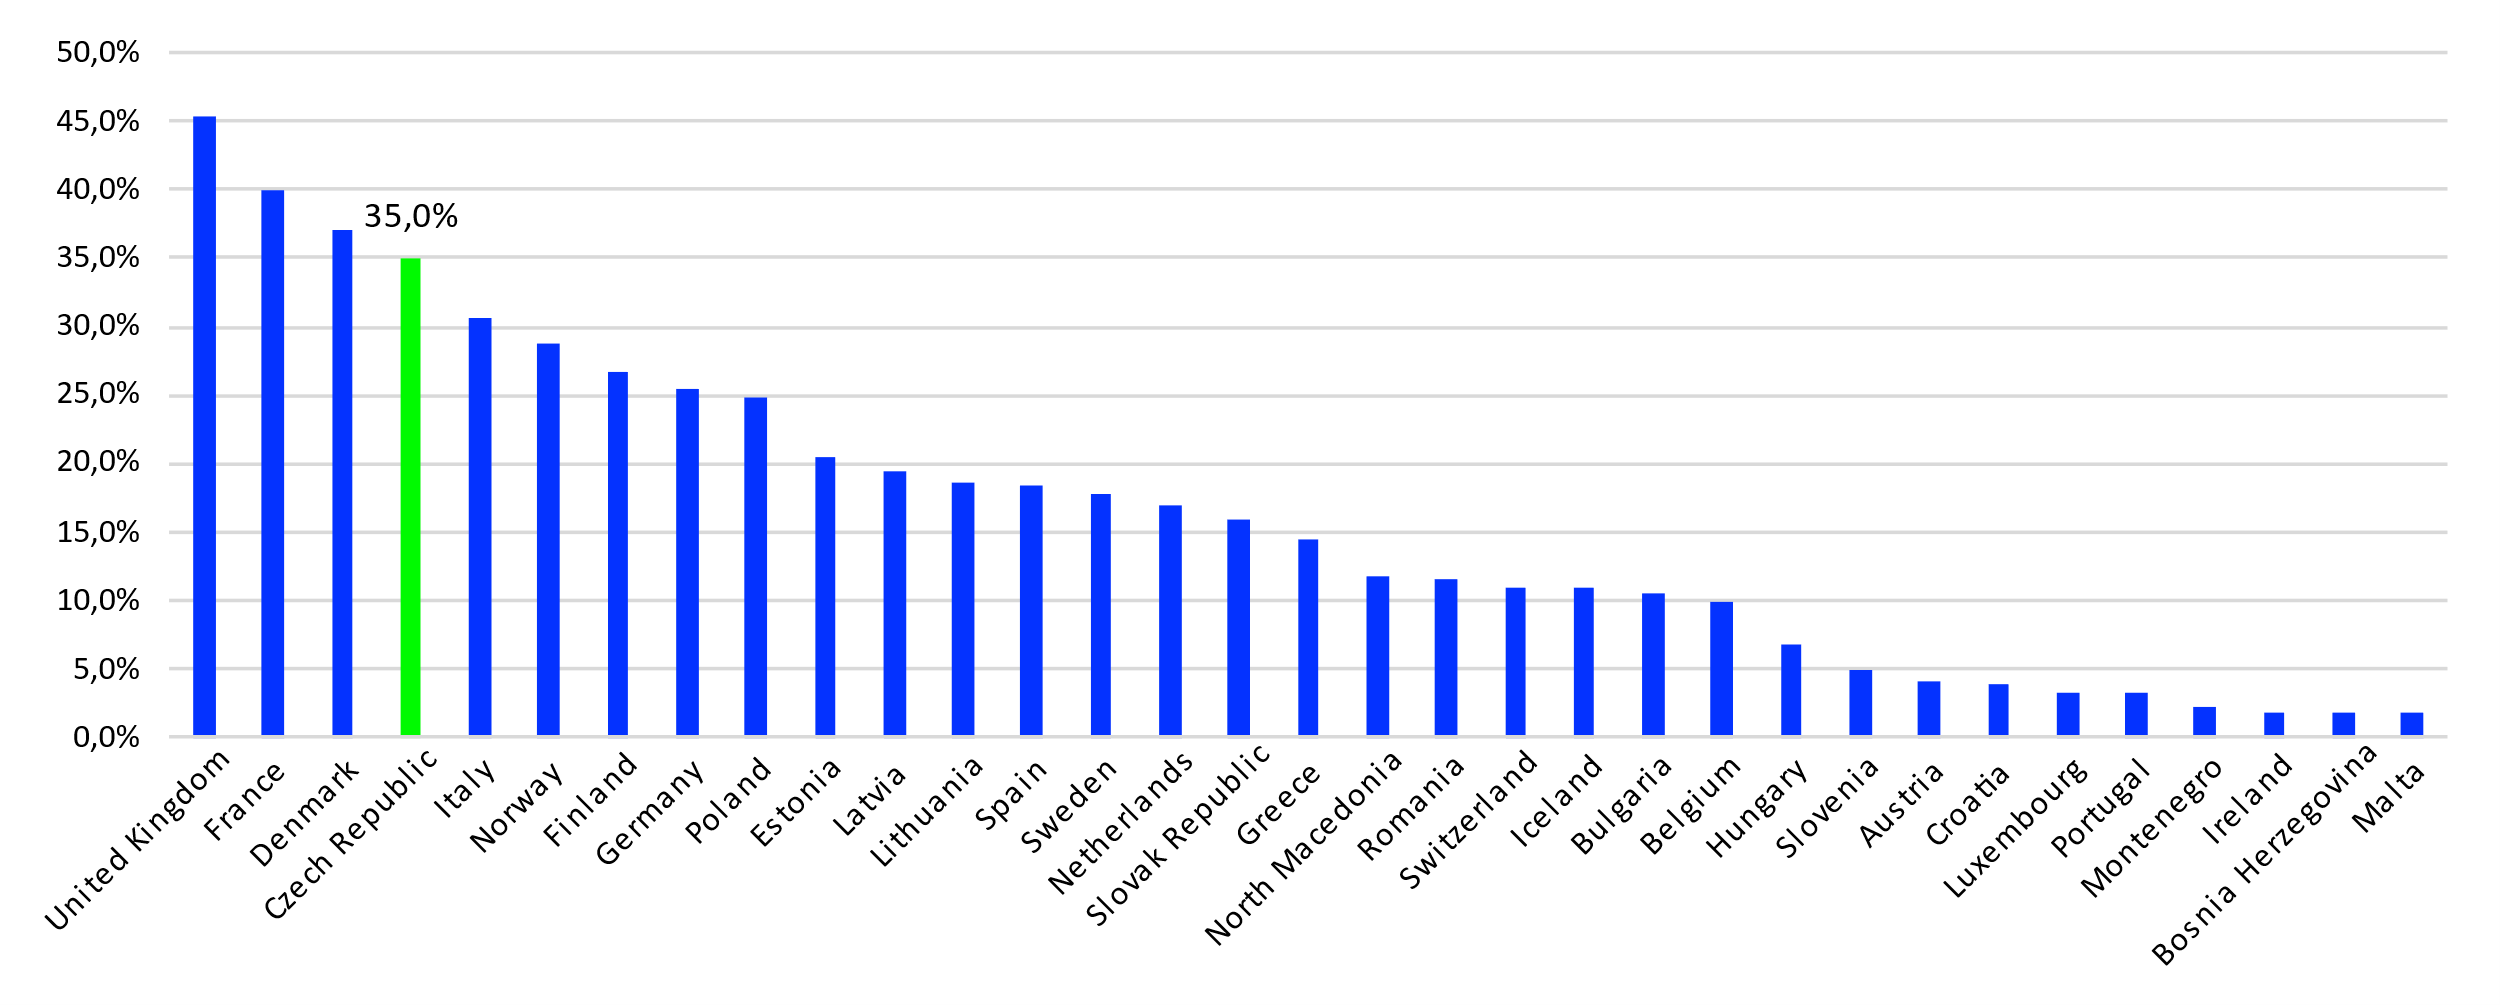 50,0%
45,0%
40,0%
35,0%
35,0%
30,0%
25,0%
20,0%
15,0%
10,0%
5,0%
0,0%
United Kingdom
France
Denmark
Czech Republic
Italy
Norway
Finland
Germany
Poland
Estonia
Latvia
Lithuania
Spain
Sweden
Netherlands
Slovak Republic
Greece
North Macedonia
Romania
Switzerland
Iceland
Bulgaria
Belgium
Hungary
Slovenia
Austria
Croatia
Luxembourg
Portugal
Montenegro
Ireland
Bosnia Herzegovina
Malta